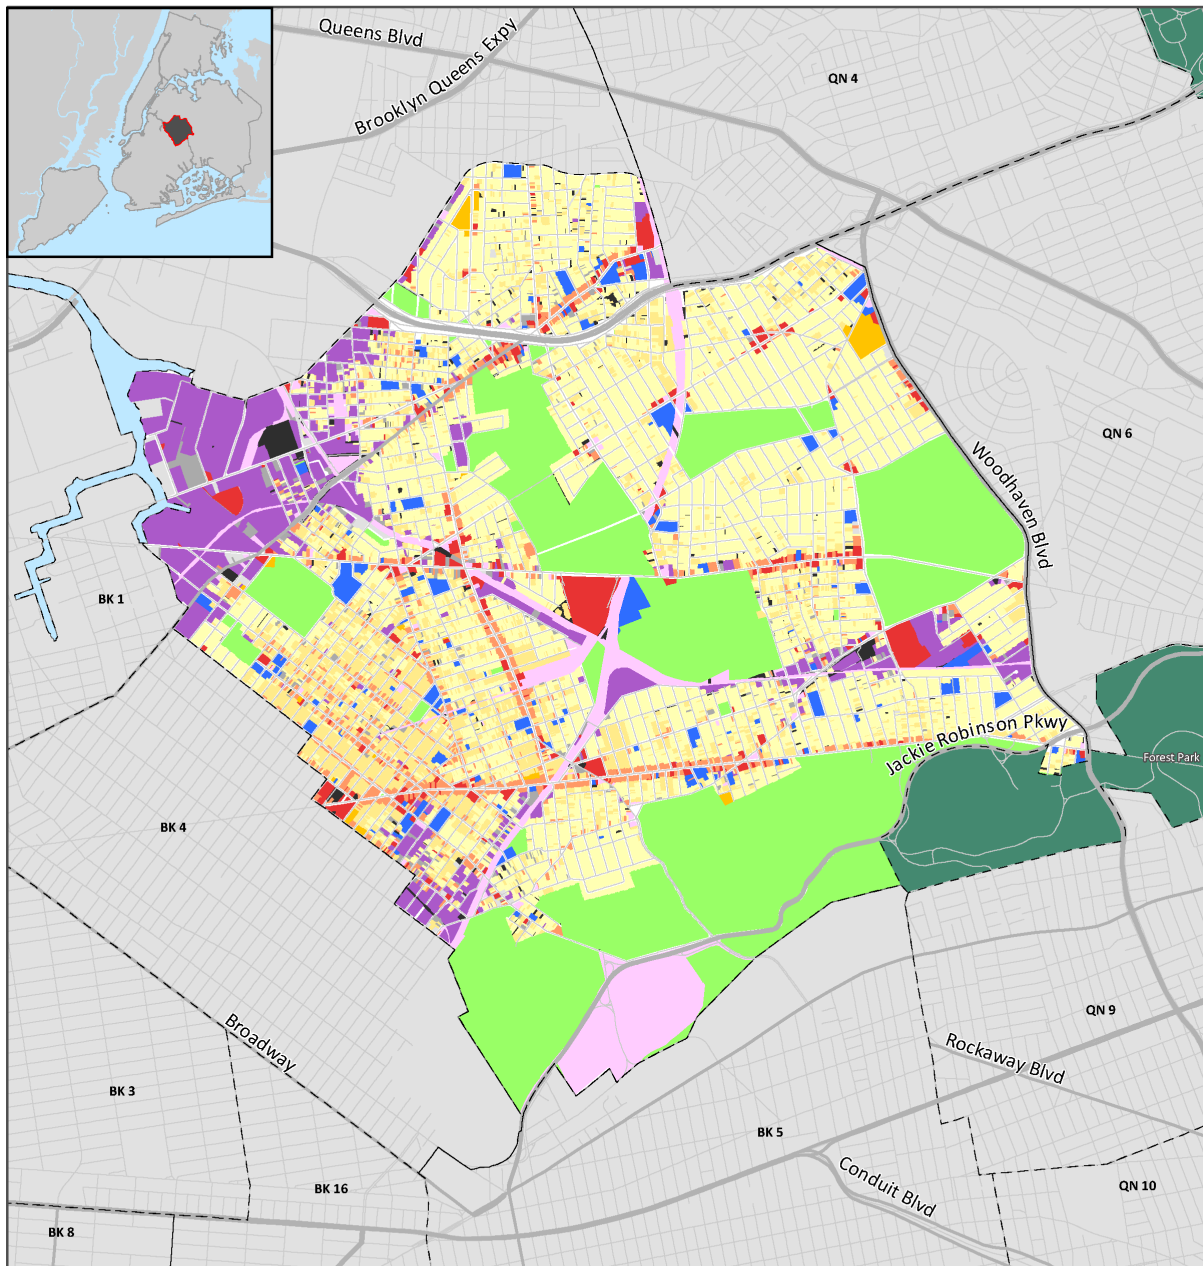 Queens Blvd
Brooklyn Queens Expy
QN 4
QN 6
Woodhaven Blvd
BK 1
Jackie Robinson Pkwy
Forest Park
BK 4
QN 9
Broadway
Rockaway Blvd
BK 3
BK 5
Conduit Blvd
BK 16
QN 10
BK 8